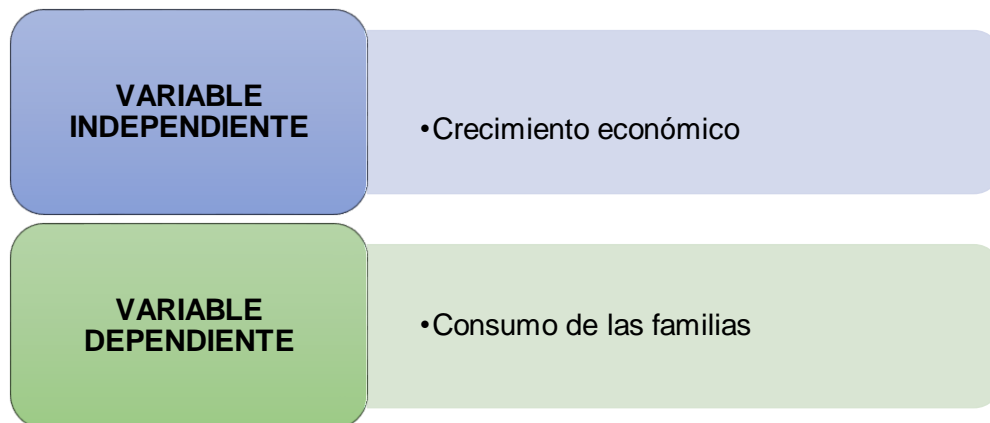 VARIABLE
INDEPENDIENTE
•Crecimiento económico
VARIABLE
DEPENDIENTE
•Consumo de las familias